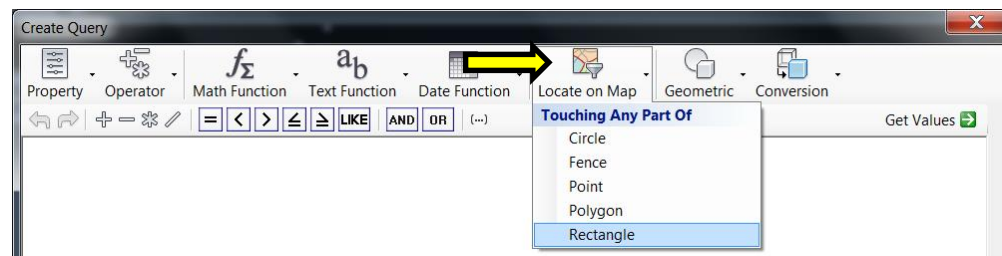 Create Query
Property Operator Math Function Text Function Date Function Locate on Map Geometric Conversion
= < > ≤ ≥ LIKE AND OR (...) Get Values
Touching Any Part Of
Circle
Fence
Point
Polygon
Rectangle